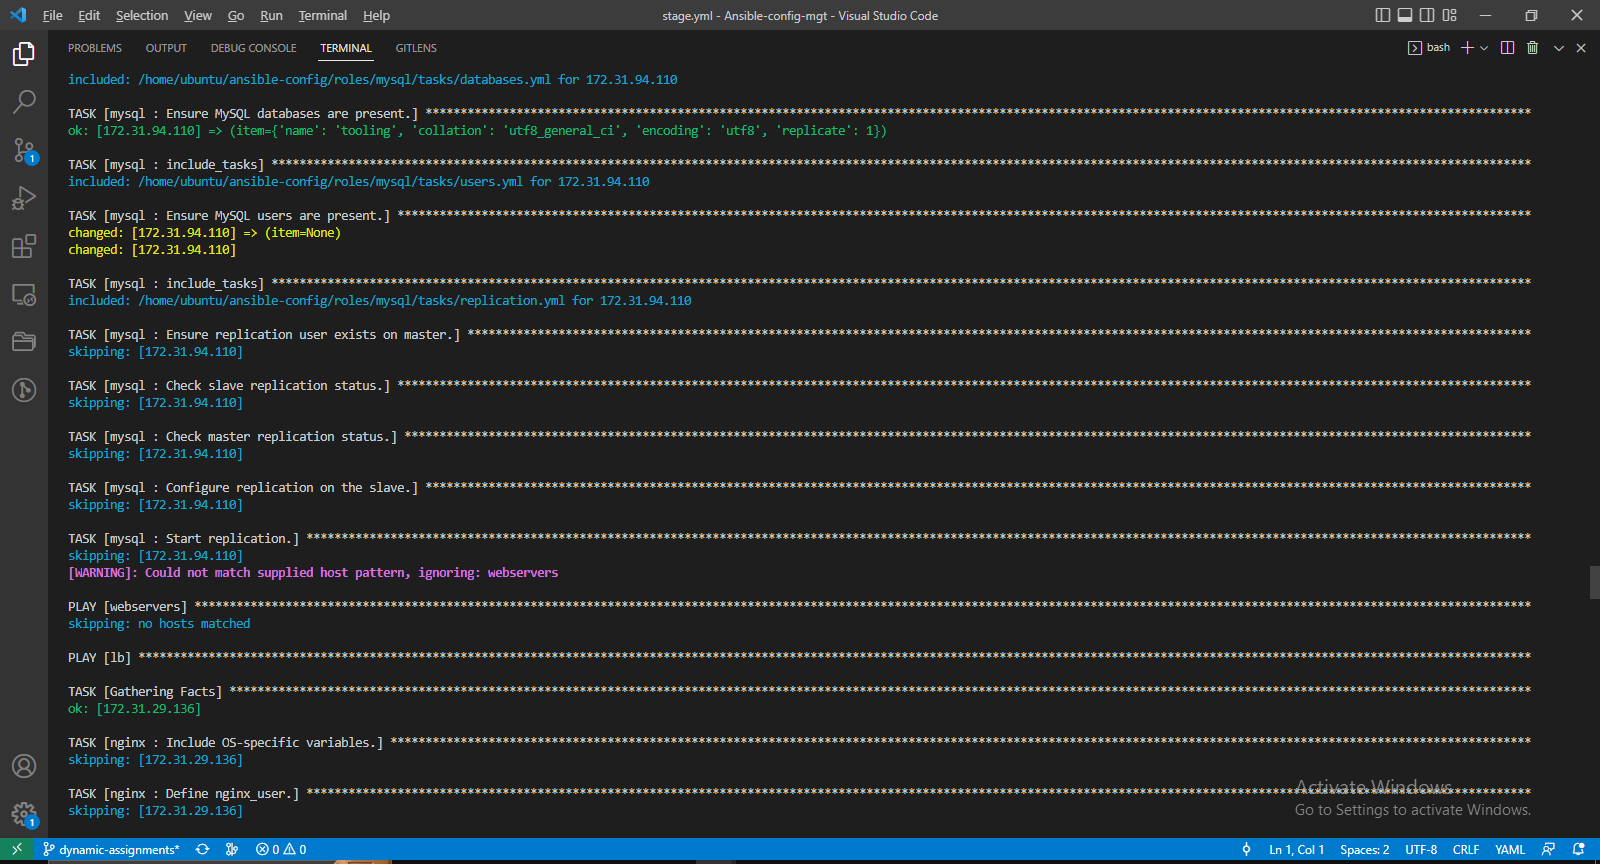 File Edit Selection View Go Run Terminal Help stage.yml - Ansible-config-mgt - Visual Studio Code
PROBLEMS OUTPUT DEBUG CONSOLE TERMINAL GITLENS bash
included: /home/ubuntu/ansible-config/roles/mysql/tasks/databases.yml for 172.31.94.110
TASK [mysql : Ensure MySQL databases are present.] **************************************************************************************************************************************************************
ok: [172.31.94.110] => (item={'name': 'tooling', 'collation': 'utf8_general_ci', 'encoding': 'utf8', 'replicate': 1})
TASK [mysql : include_tasks] ************************************************************************************************************************************************************************************
included: /home/ubuntu/ansible-config/roles/mysql/tasks/users.yml for 172.31.94.110
TASK [mysql : Ensure MySQL users are present.] ******************************************************************************************************************************************************************
changed: [172.31.94.110] => (item=None)
changed: [172.31.94.110]
TASK [mysql : include_tasks] ************************************************************************************************************************************************************************************
included: /home/ubuntu/ansible-config/roles/mysql/tasks/replication.yml for 172.31.94.110
TASK [mysql : Ensure replication user exists on master.] ********************************************************************************************************************************************************
skipping: [172.31.94.110]
TASK [mysql : Check slave replication status.] ******************************************************************************************************************************************************************
skipping: [172.31.94.110]
TASK [mysql : Check master replication status.] *****************************************************************************************************************************************************************
skipping: [172.31.94.110]
TASK [mysql : Configure replication on the slave.] **************************************************************************************************************************************************************
skipping: [172.31.94.110]
TASK [mysql : Start replication.] *******************************************************************************************************************************************************************************
skipping: [172.31.94.110]
[WARNING]: Could not match supplied host pattern, ignoring: webservers
PLAY [webservers] ***********************************************************************************************************************************************************************************************
skipping: no hosts matched
PLAY [lb] *******************************************************************************************************************************************************************************************************
TASK [Gathering Facts] ******************************************************************************************************************************************************************************************
ok: [172.31.29.136]
TASK [nginx : Include OS-specific variables.] *******************************************************************************************************************************************************************
skipping: [172.31.29.136]
TASK [nginx : Define nginx_user.] *******************************************************************************************************************************************************************************
skipping: [172.31.29.136]
Activate Windows
Go to Settings to activate Windows.
1
1
dynamic-assignments* 0 0 Ln 1, Col 1 Spaces: 2 UTF-8 CRLF YAML